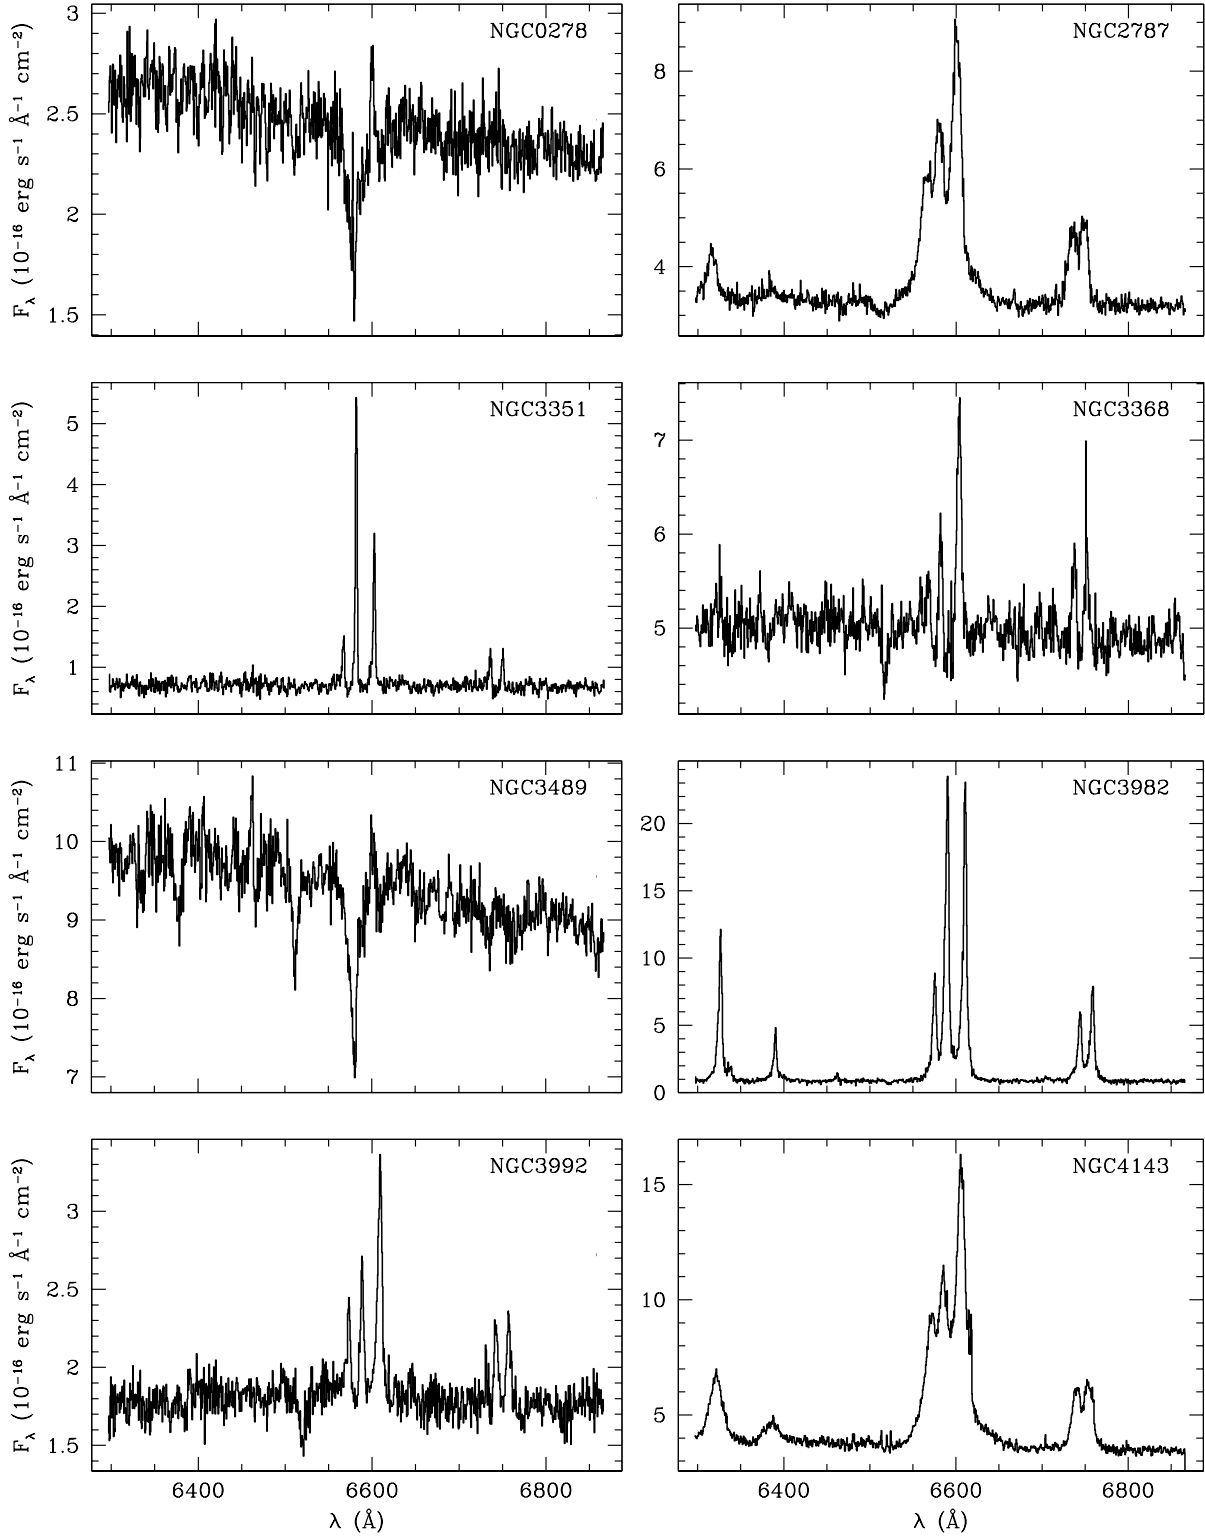 NGC0278
3
2.5
2
1.5
F_λ (10⁻¹⁶ erg s⁻¹ Å⁻¹ cm⁻²)
NGC2787
8
6
4
NGC3351
5
4
3
2
1
F_λ (10⁻¹⁶ erg s⁻¹ Å⁻¹ cm⁻²)
NGC3368
7
6
5
NGC3489
11
10
9
8
7
F_λ (10⁻¹⁶ erg s⁻¹ Å⁻¹ cm⁻²)
NGC3982
20
15
10
5
0
NGC3992
3
2.5
2
1.5
F_λ (10⁻¹⁶ erg s⁻¹ Å⁻¹ cm⁻²)
6400 6600 6800
λ (Å)
NGC4143
15
10
5
6400 6600 6800
λ (Å)